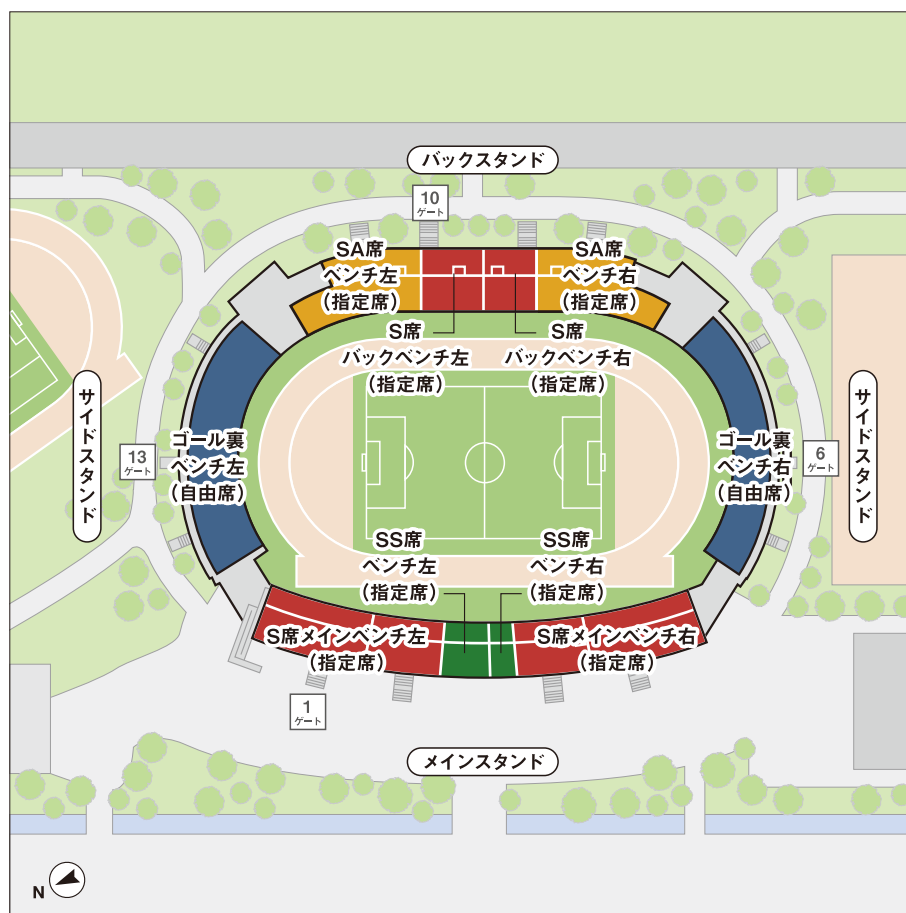 バックスタンド
10
ゲート
SA席
ベンチ左
(指定席)
SA席
ベンチ右
(指定席)
S席
バックベンチ左
(指定席)
S席
バックベンチ右
(指定席)
サイドスタンド
13
ゲート
ゴール裏
ベンチ左
(自由席)
ゴール裏
ベンチ右
(自由席)
6
ゲート
サイドスタンド
SS席
ベンチ左
(指定席)
SS席
ベンチ右
(指定席)
S席メインベンチ左
(指定席)
S席メインベンチ右
(指定席)
1
ゲート
メインスタンド
N